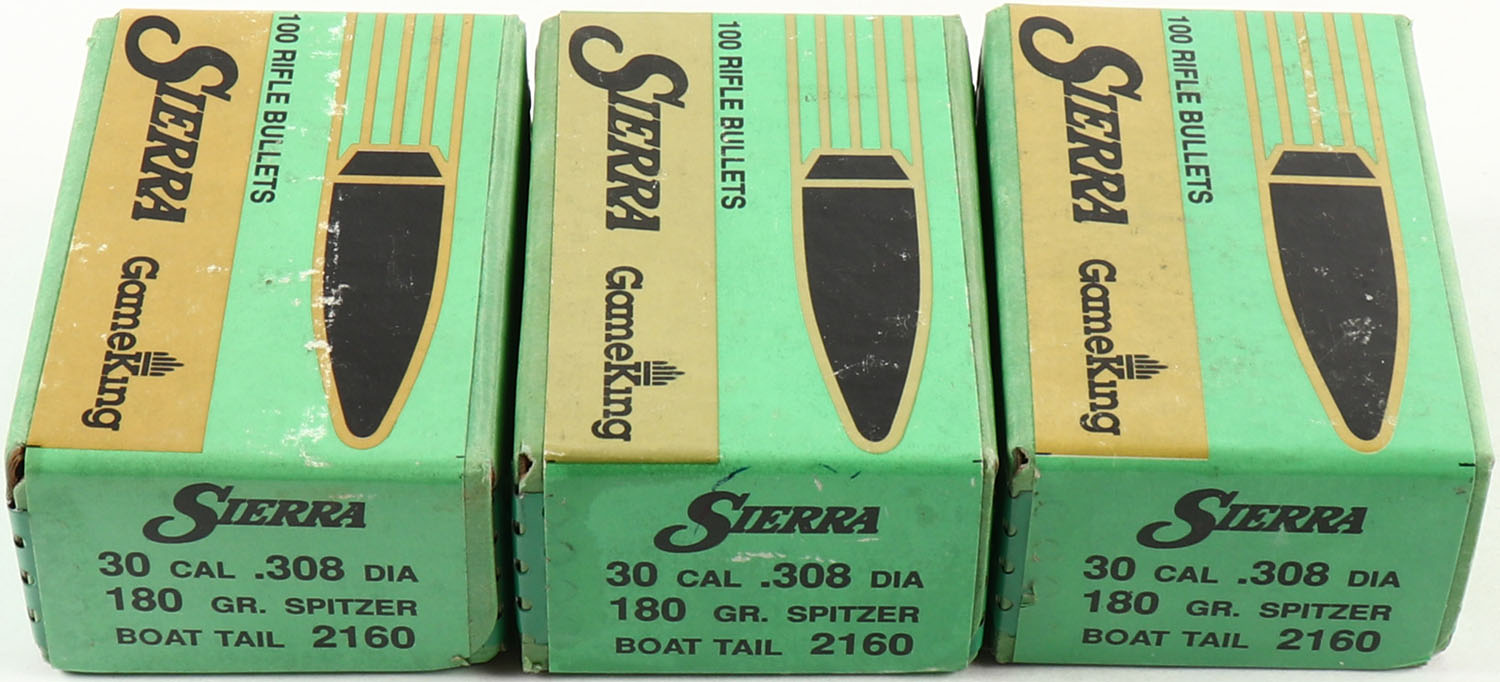 SIERRA
GameKing
100 RIFLE BULLETS
SIERRA
30 CAL .308 DIA
180 GR. SPITZER
BOAT TAIL 2160
SIERRA
GameKing
100 RIFLE BULLETS
SIERRA
30 CAL .308 DIA
180 GR. SPITZER
BOAT TAIL 2160
SIERRA
GameKing
100 RIFLE BULLETS
SIERRA
30 CAL .308 DIA
180 GR. SPITZER
BOAT TAIL 2160